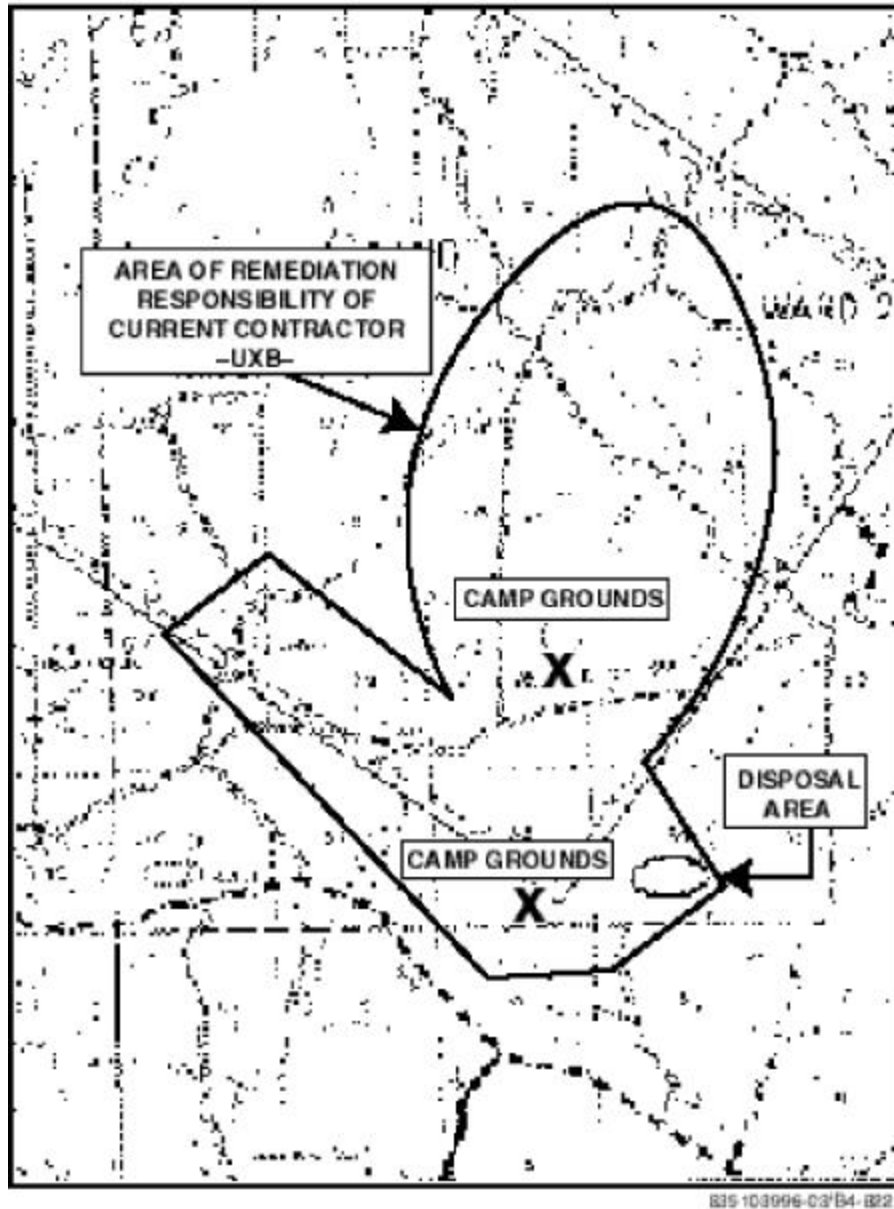 AREA OF REMEDIATION
RESPONSIBILITY OF
CURRENT CONTRACTOR
–UXB–
CAMP GROUNDS
X
DISPOSAL
AREA
CAMP GROUNDS
X